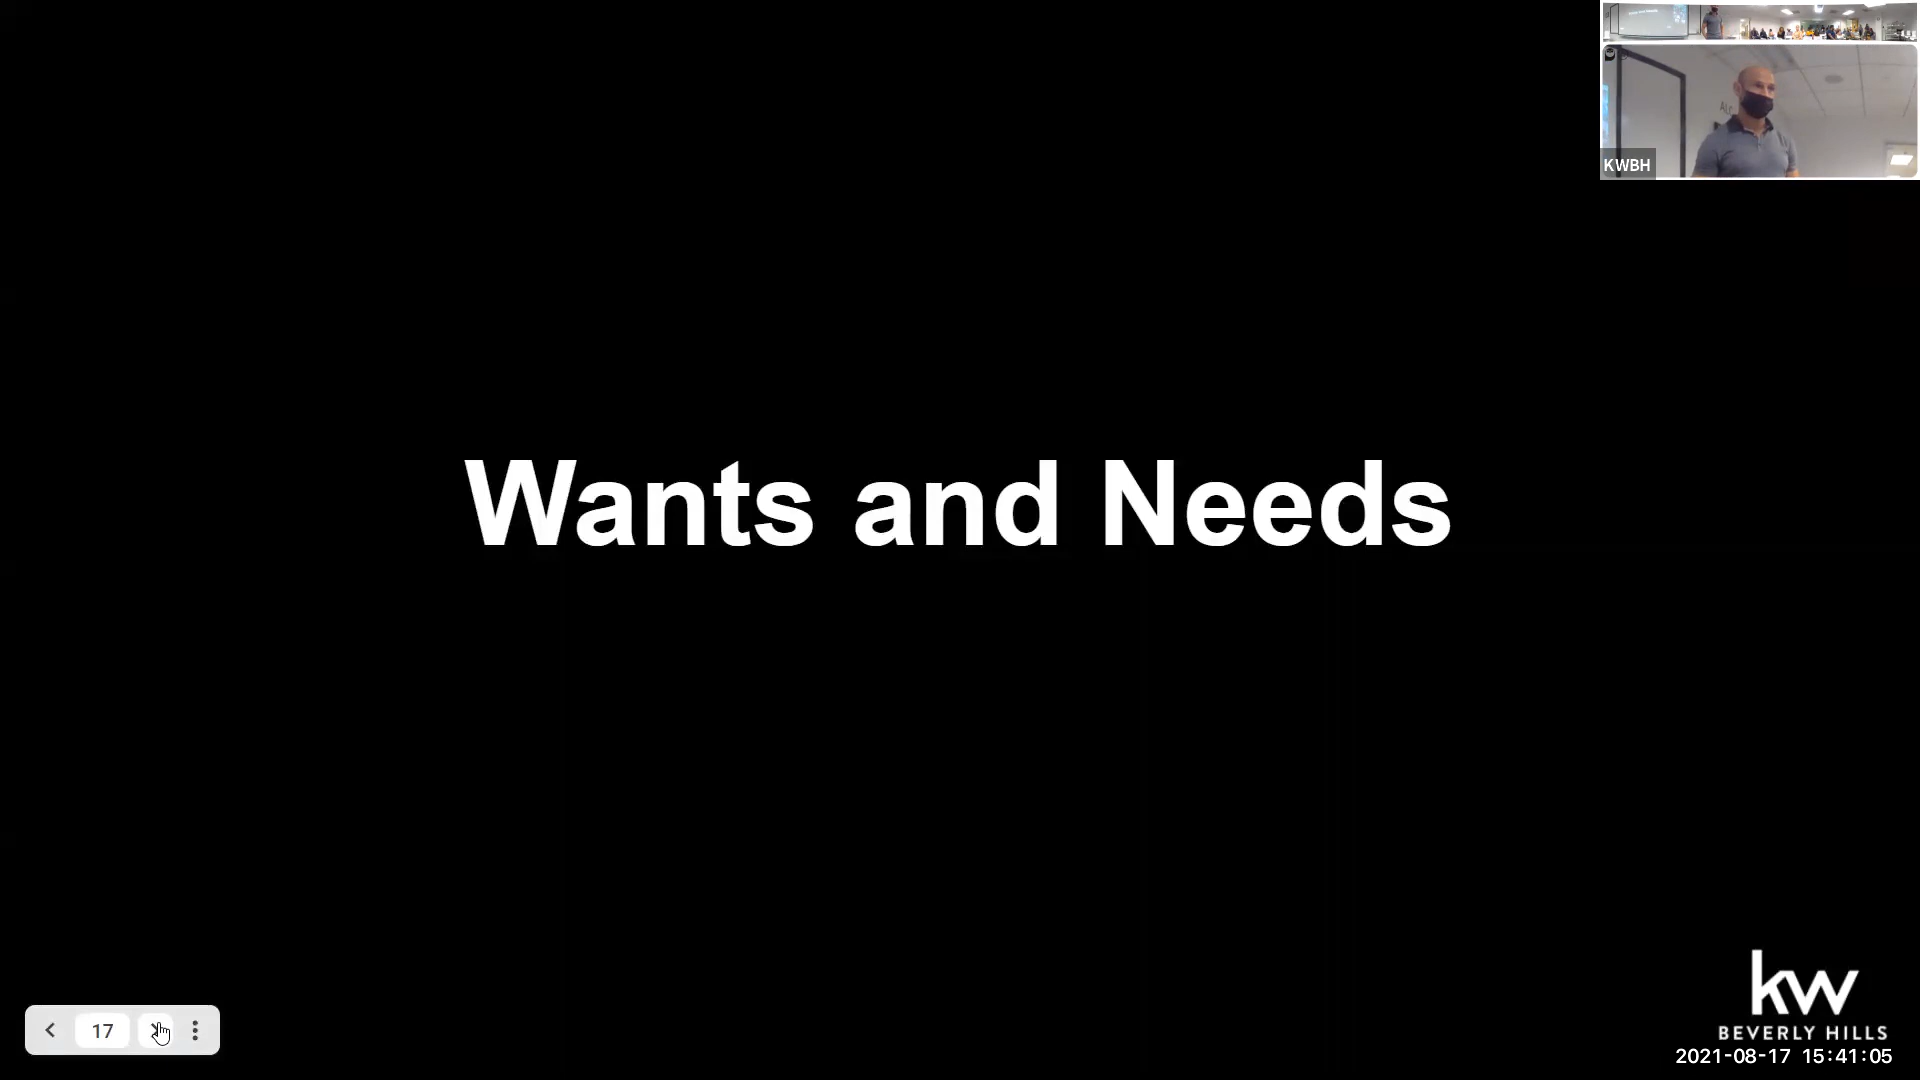 KWBH
Wants and Needs
17
kw
BEVERLY HILLS
2021-08-17 15:41:05